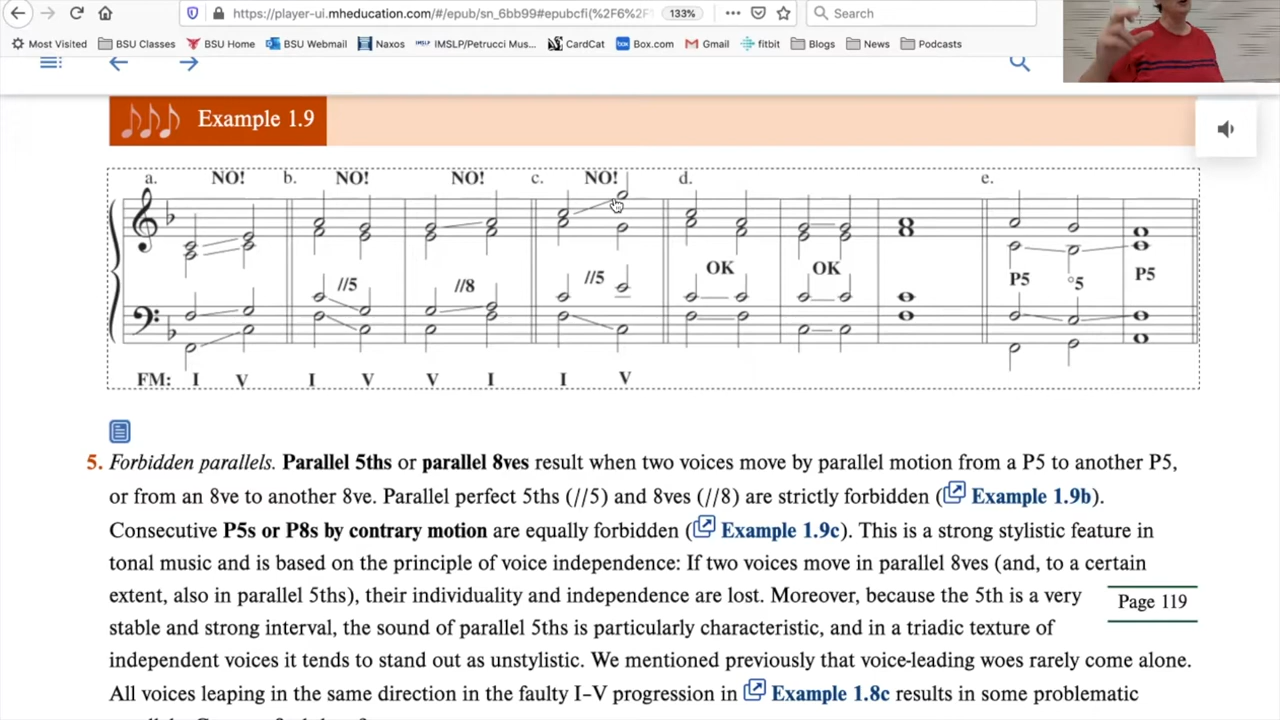 https://player-ui.mheducation.com/#/epub/sn_6bb99#epubcfi(%2F6%2F 133% Search
Most Visited BSU Classes BSU Home BSU Webmail Naxos IMSLP/Petrucci Mus... CardCat Box.com Gmail fitbit Blogs News Podcasts
Example 1.9
a. NO! b. NO! NO! c. NO! d. e.
OK OK
//5 //8 //5 P5 °5 P5
FM: I V I V V I I V
5. Forbidden parallels. Parallel 5ths or parallel 8ves result when two voices move by parallel motion from a P5 to another P5,
or from an 8ve to another 8ve. Parallel perfect 5ths (//5) and 8ves (//8) are strictly forbidden ( Example 1.9b).
Consecutive P5s or P8s by contrary motion are equally forbidden ( Example 1.9c). This is a strong stylistic feature in
tonal music and is based on the principle of voice independence: If two voices move in parallel 8ves (and, to a certain
extent, also in parallel 5ths), their individuality and independence are lost. Moreover, because the 5th is a very
Page 119
stable and strong interval, the sound of parallel 5ths is particularly characteristic, and in a triadic texture of
independent voices it tends to stand out as unstylistic. We mentioned previously that voice-leading woes rarely come alone.
All voices leaping in the same direction in the faulty I–V progression in Example 1.8c results in some problematic